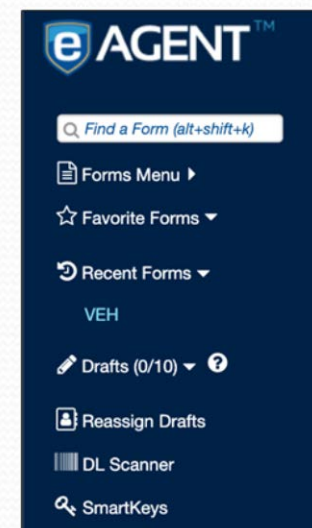 e AGENT™
Find a Form (alt+shift+k)
Forms Menu
Favorite Forms
Recent Forms
VEH
Drafts (0/10) ?
Reassign Drafts
DL Scanner
SmartKeys